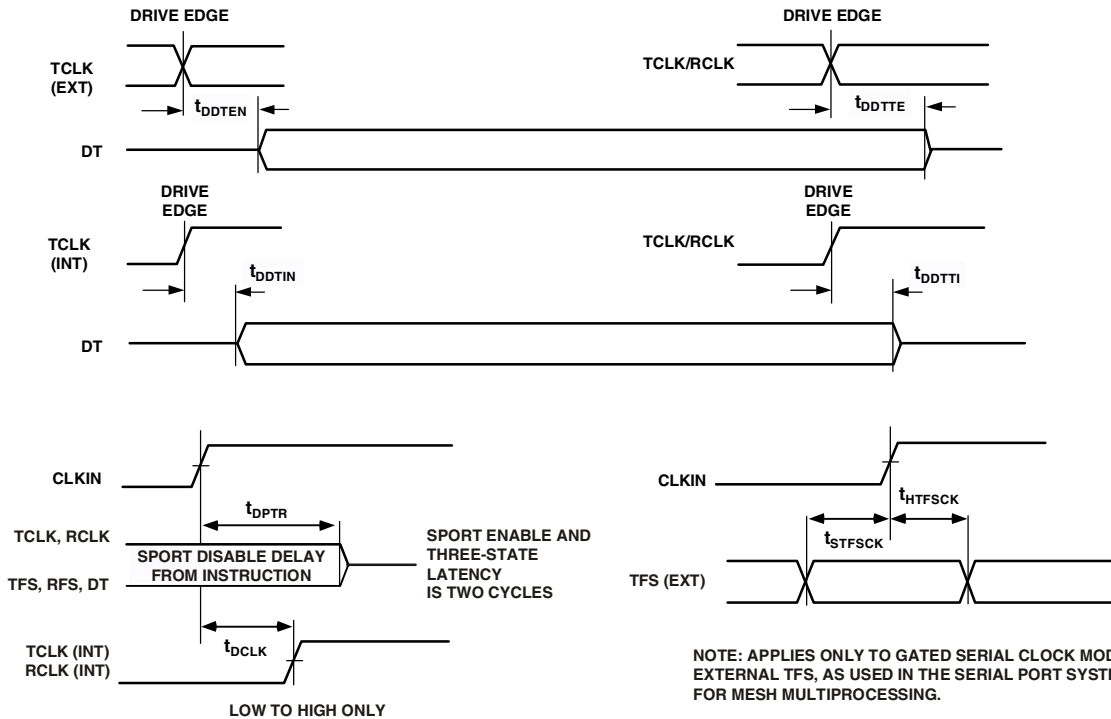 DRIVE EDGE
DRIVE EDGE
TCLK
(EXT)
TCLK/RCLK
tDDTEN
tDDTTE
DT
DRIVE
EDGE
DRIVE
EDGE
TCLK
(INT)
TCLK/RCLK
tDDTIN
tDDTTI
DT
CLKIN
tDPTR
TCLK, RCLK
SPORT DISABLE DELAY
FROM INSTRUCTION
TFS, RFS, DT
SPORT ENABLE AND
THREE-STATE
LATENCY
IS TWO CYCLES
tDCLK
TCLK (INT)
RCLK (INT)
LOW TO HIGH ONLY
CLKIN
tHTFSCK
tSTFSCK
TFS (EXT)
NOTE: APPLIES ONLY TO GATED SERIAL CLOCK MOD
EXTERNAL TFS, AS USED IN THE SERIAL PORT SYSTE
FOR MESH MULTIPROCESSING.